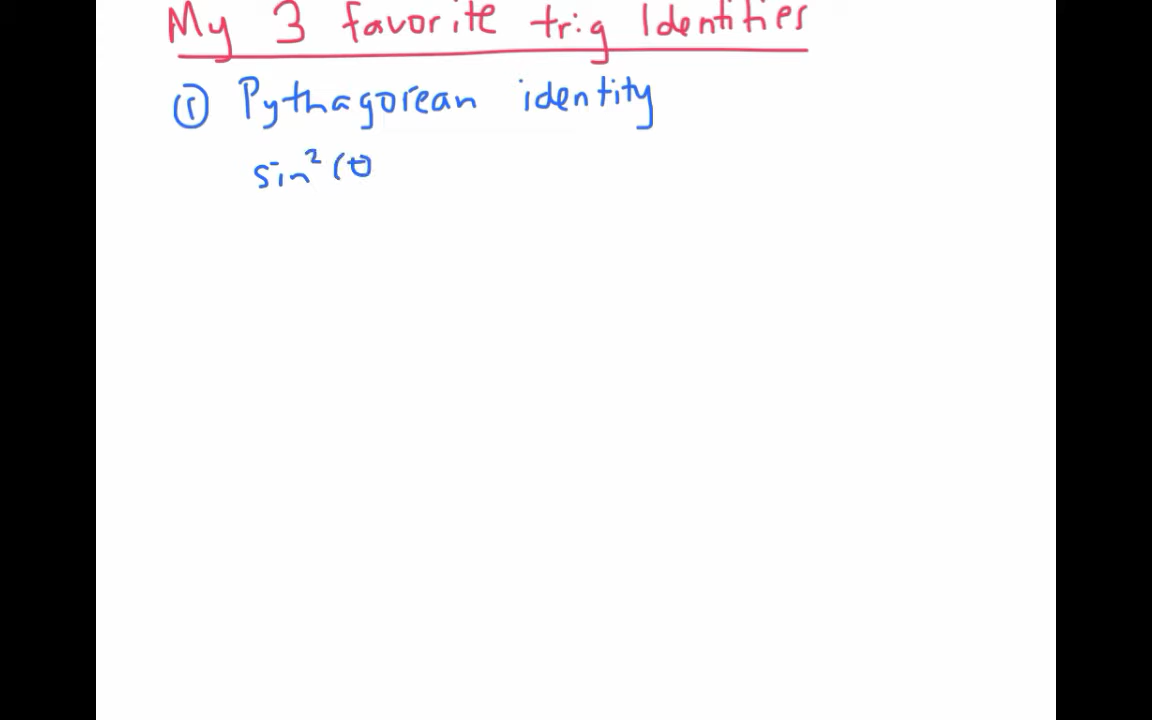 My 3 favorite trig Identities
① Pythagorean identity
sin² (θ